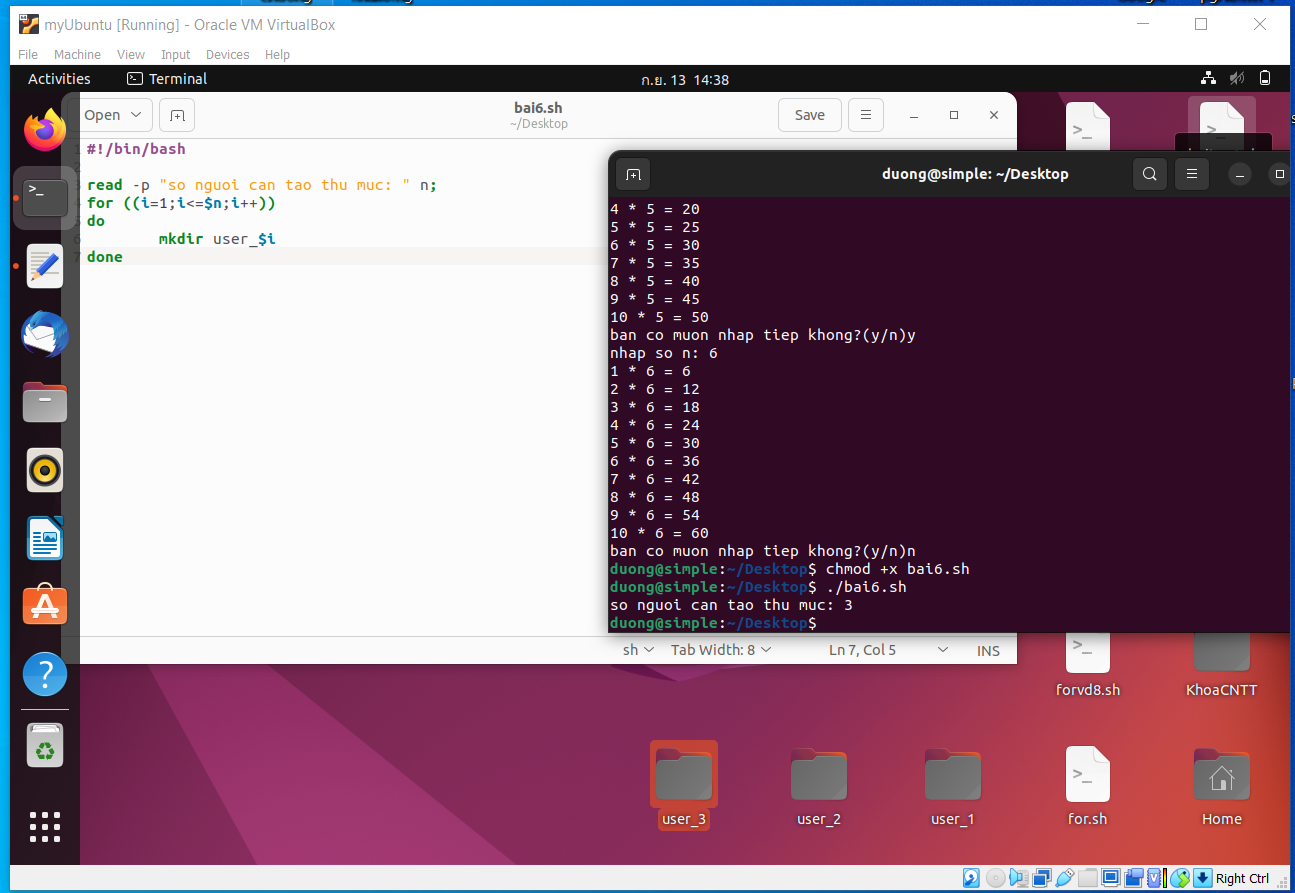 myUbuntu [Running] - Oracle VM VirtualBox
File Machine View Input Devices Help
Activities Terminal ก.ย. 13 14:38
Open bai6.sh Save
~/Desktop
1 #!/bin/bash
2
3 read -p "so nguoi can tao thu muc: " n;
4 for ((i=1;i<=$n;i++))
5 do
6 mkdir user_$i
7 done
sh Tab Width: 8 Ln 7, Col 5 INS
duong@simple: ~/Desktop
4 * 5 = 20
5 * 5 = 25
6 * 5 = 30
7 * 5 = 35
8 * 5 = 40
9 * 5 = 45
10 * 5 = 50
ban co muon nhap tiep khong?(y/n)y
nhap so n: 6
1 * 6 = 6
2 * 6 = 12
3 * 6 = 18
4 * 6 = 24
5 * 6 = 30
6 * 6 = 36
7 * 6 = 42
8 * 6 = 48
9 * 6 = 54
10 * 6 = 60
ban co muon nhap tiep khong?(y/n)n
duong@simple:~/Desktop$ chmod +x bai6.sh
duong@simple:~/Desktop$ ./bai6.sh
so nguoi can tao thu muc: 3
duong@simple:~/Desktop$
forvd8.sh KhoaCNTT
user_3 user_2 user_1 for.sh Home
Right Ctrl